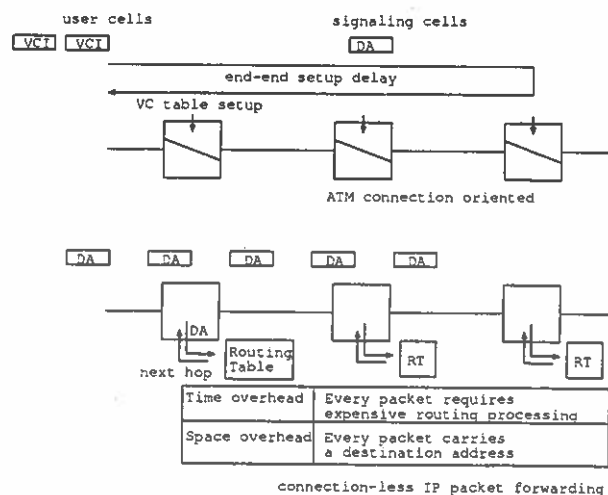 user cells
signaling cells
VCI VCI
DA
end-end setup delay
VC table setup
ATM connection oriented
DA DA DA DA DA
DA
next hop
Routing
Table
RT
RT
Time overhead
Every packet requires
expensive routing processing
Space overhead
Every packet carries
a destination address
connection-less IP packet forwarding